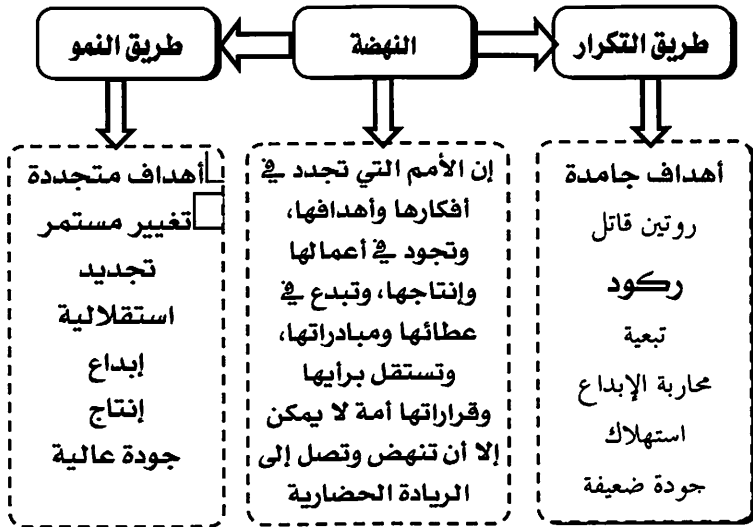 طريق التكرار
النهضة
طريق النمو
أهداف جامدة
روتين قاتل
ركود
تبعية
محاربة الإبداع
استهلاك
جودة ضعيفة
إن الأمم التي تجدد في
أفكارها وأهدافها،
وتجود في أعمالها
وإنتاجها، وتبدع في
عطائها ومبادراتها،
وتستقل برأيها
وقراراتها أمة لا يمكن
إلا أن تنهض وتصل إلى
الريادة الحضارية
أهداف متجددة
تغيير مستمر
تجديد
استقلالية
إبداع
إنتاج
جودة عالية